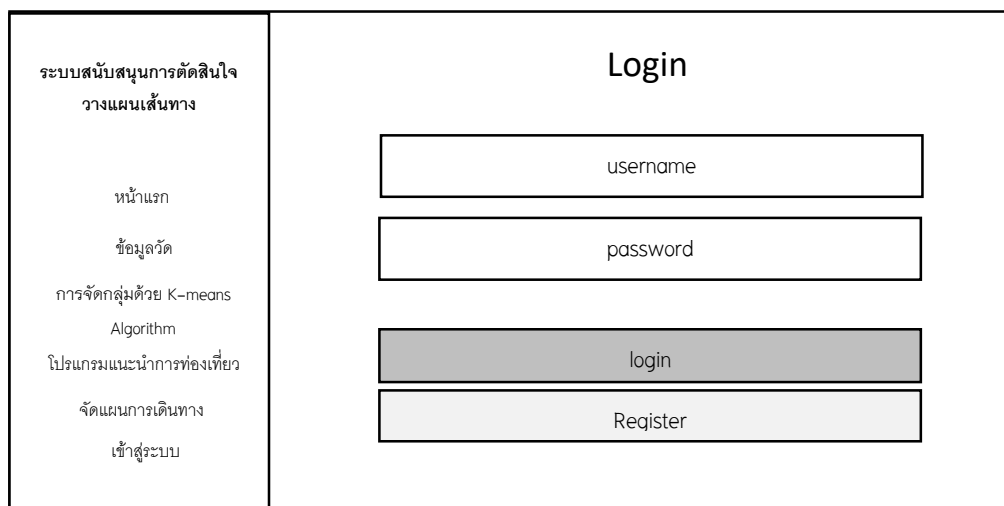 ระบบสนับสนุนการตัดสินใจ
วางแผนเส้นทาง
หน้าแรก
ข้อมูลวัด
การจัดกลุ่มด้วย K-means
Algorithm
โปรแกรมแนะนำการท่องเที่ยว
จัดแผนการเดินทาง
เข้าสู่ระบบ
Login
username
password
login
Register